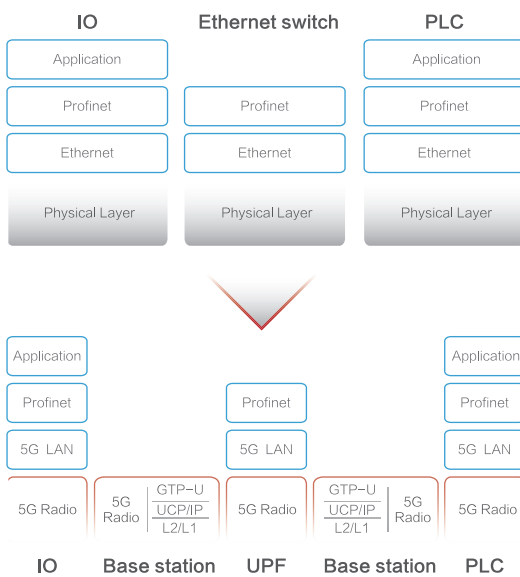 IO Ethernet switch PLC
Application Application
Profinet Profinet Profinet
Ethernet Ethernet Ethernet
Physical Layer Physical Layer Physical Layer
Application Application
Profinet Profinet Profinet
5G LAN 5G LAN 5G LAN
5G Radio 5G Radio GTP-U UCP/IP L2/L1 5G Radio GTP-U UCP/IP L2/L1 5G Radio 5G Radio
IO Base station UPF Base station PLC